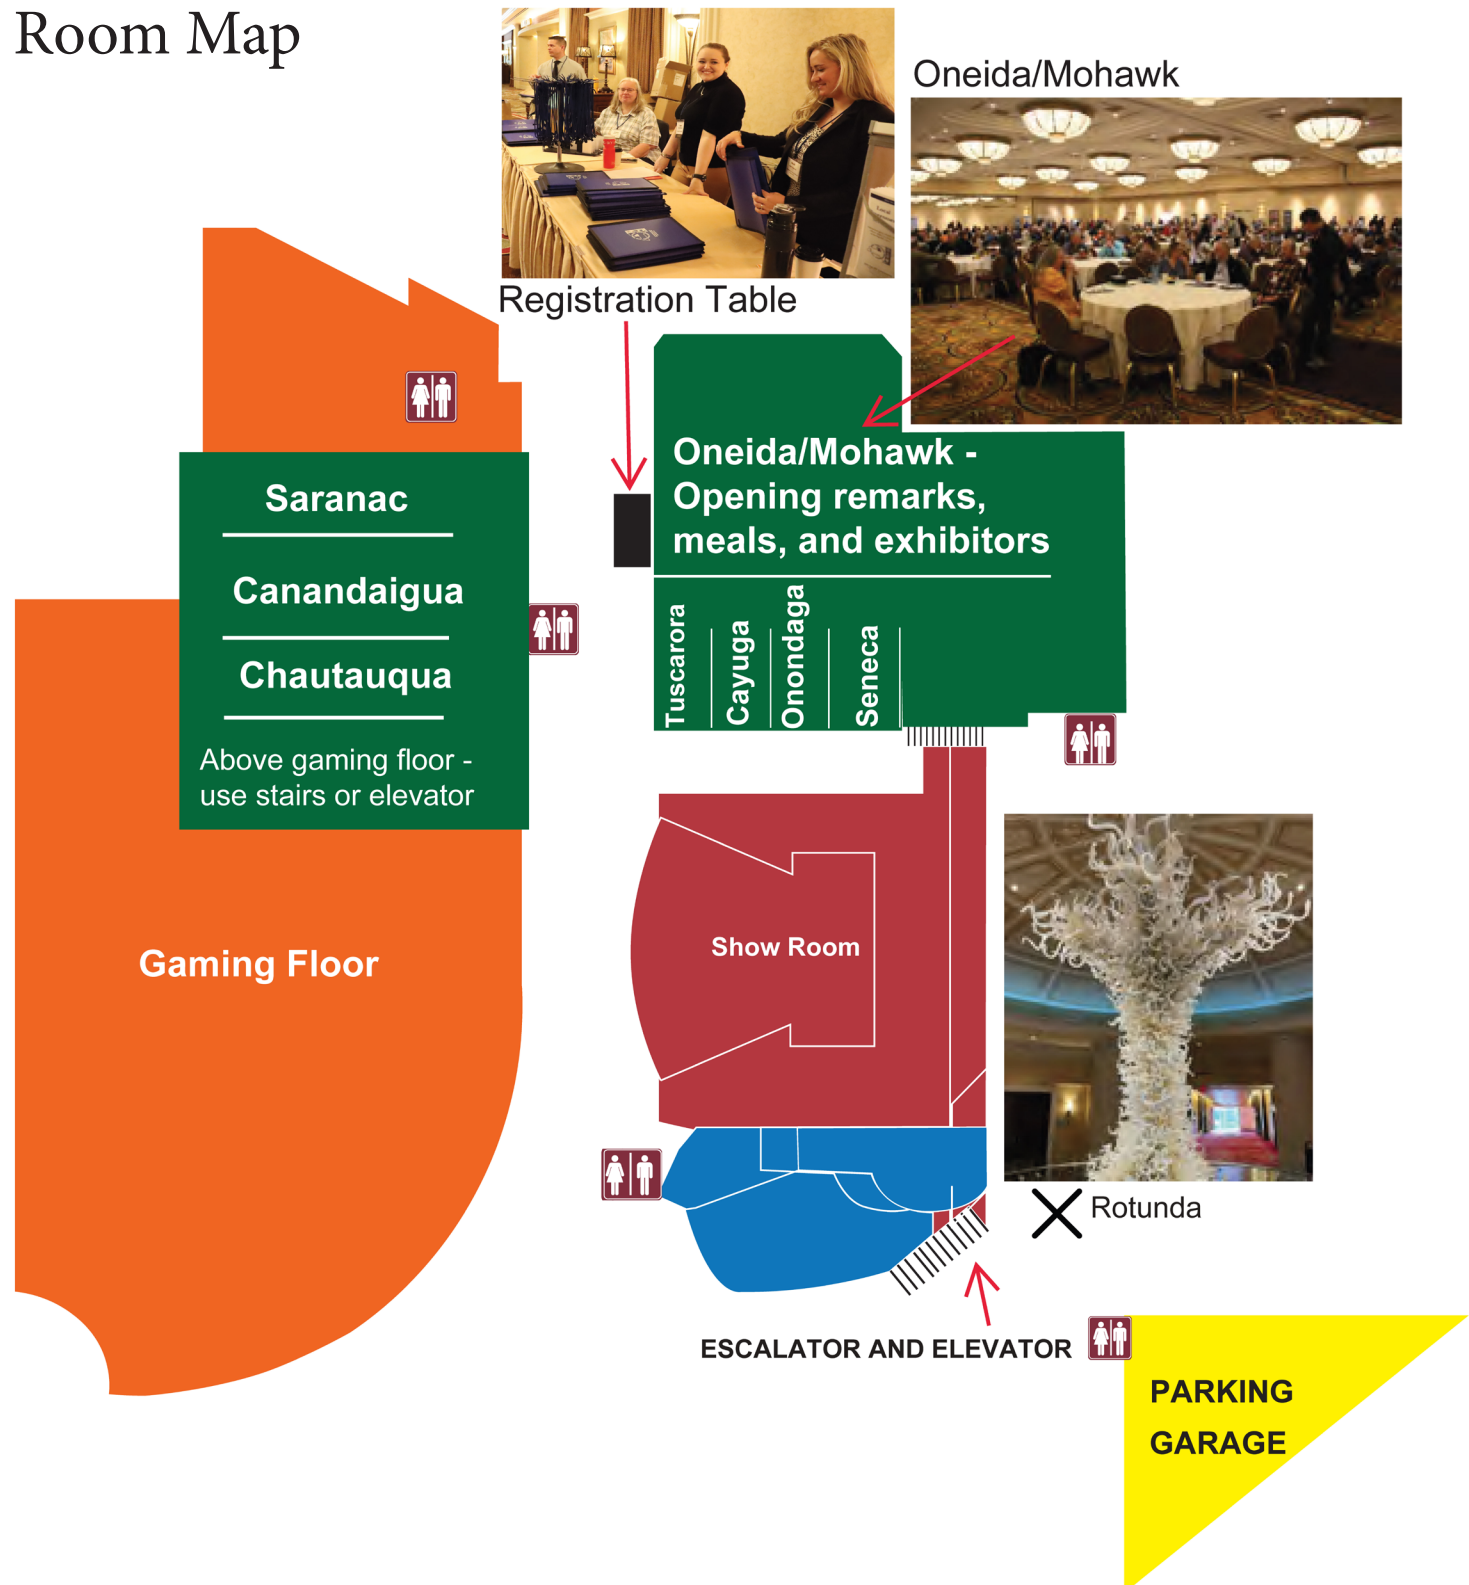 Room Map
Oneida/Mohawk
Registration Table
Oneida/Mohawk -
Opening remarks,
meals, and exhibitors
Saranac
Canandaigua
Chautauqua
Above gaming floor -
use stairs or elevator
Tuscarora
Cayuga
Onondaga
Seneca
Gaming Floor
Show Room
Rotunda
ESCALATOR AND ELEVATOR
PARKING
GARAGE